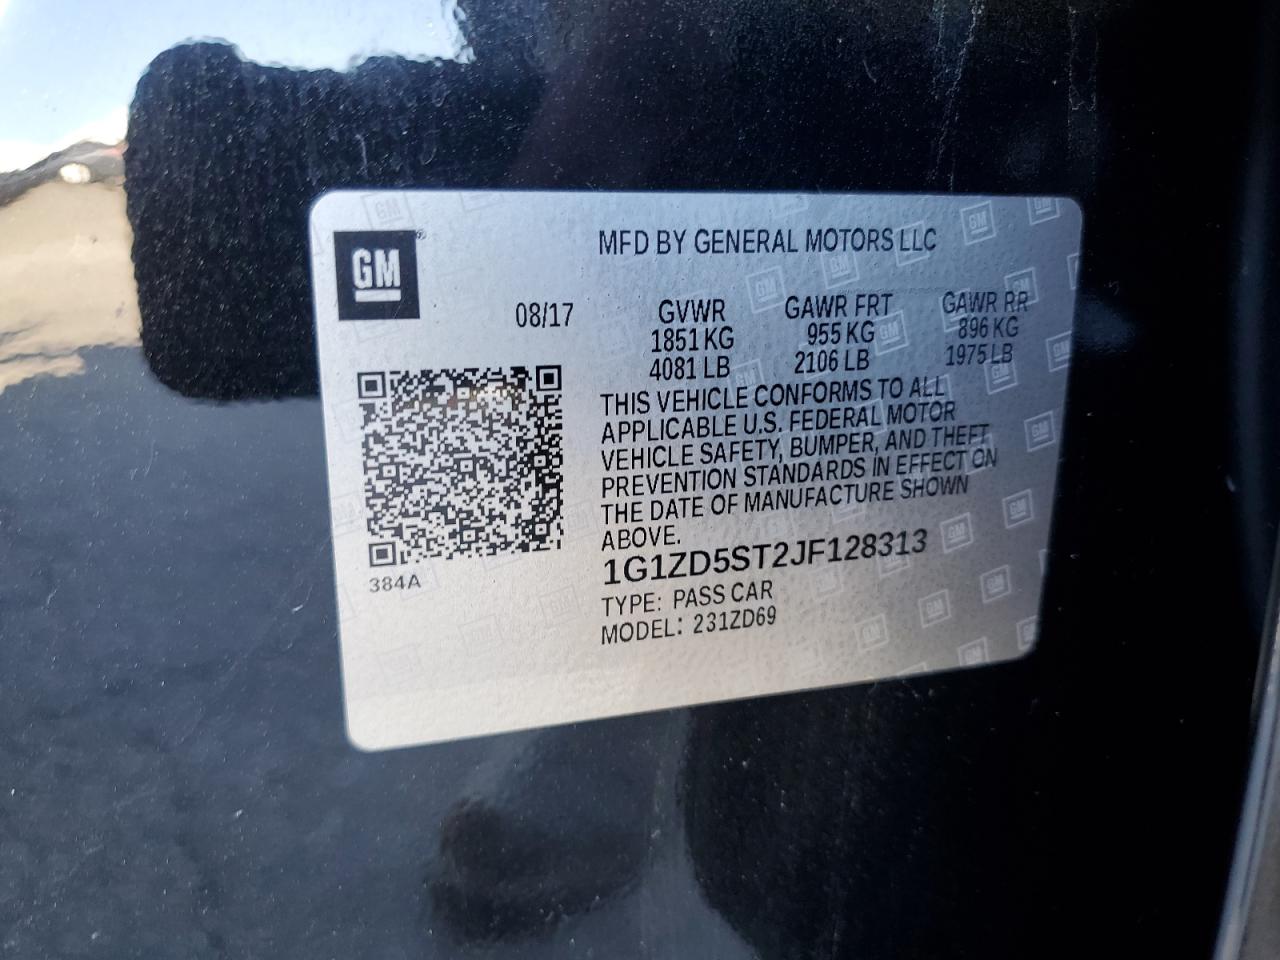 GM®
MFD BY GENERAL MOTORS LLC
08/17
GVWR GAWR FRT GAWR RR
1851 KG 955 KG 896 KG
4081 LB 2106 LB 1975 LB
THIS VEHICLE CONFORMS TO ALL
APPLICABLE U.S. FEDERAL MOTOR
VEHICLE SAFETY, BUMPER, AND THEFT
PREVENTION STANDARDS IN EFFECT ON
THE DATE OF MANUFACTURE SHOWN
ABOVE.
1G1ZD5ST2JF128313
TYPE: PASS CAR
MODEL: 231ZD69
384A